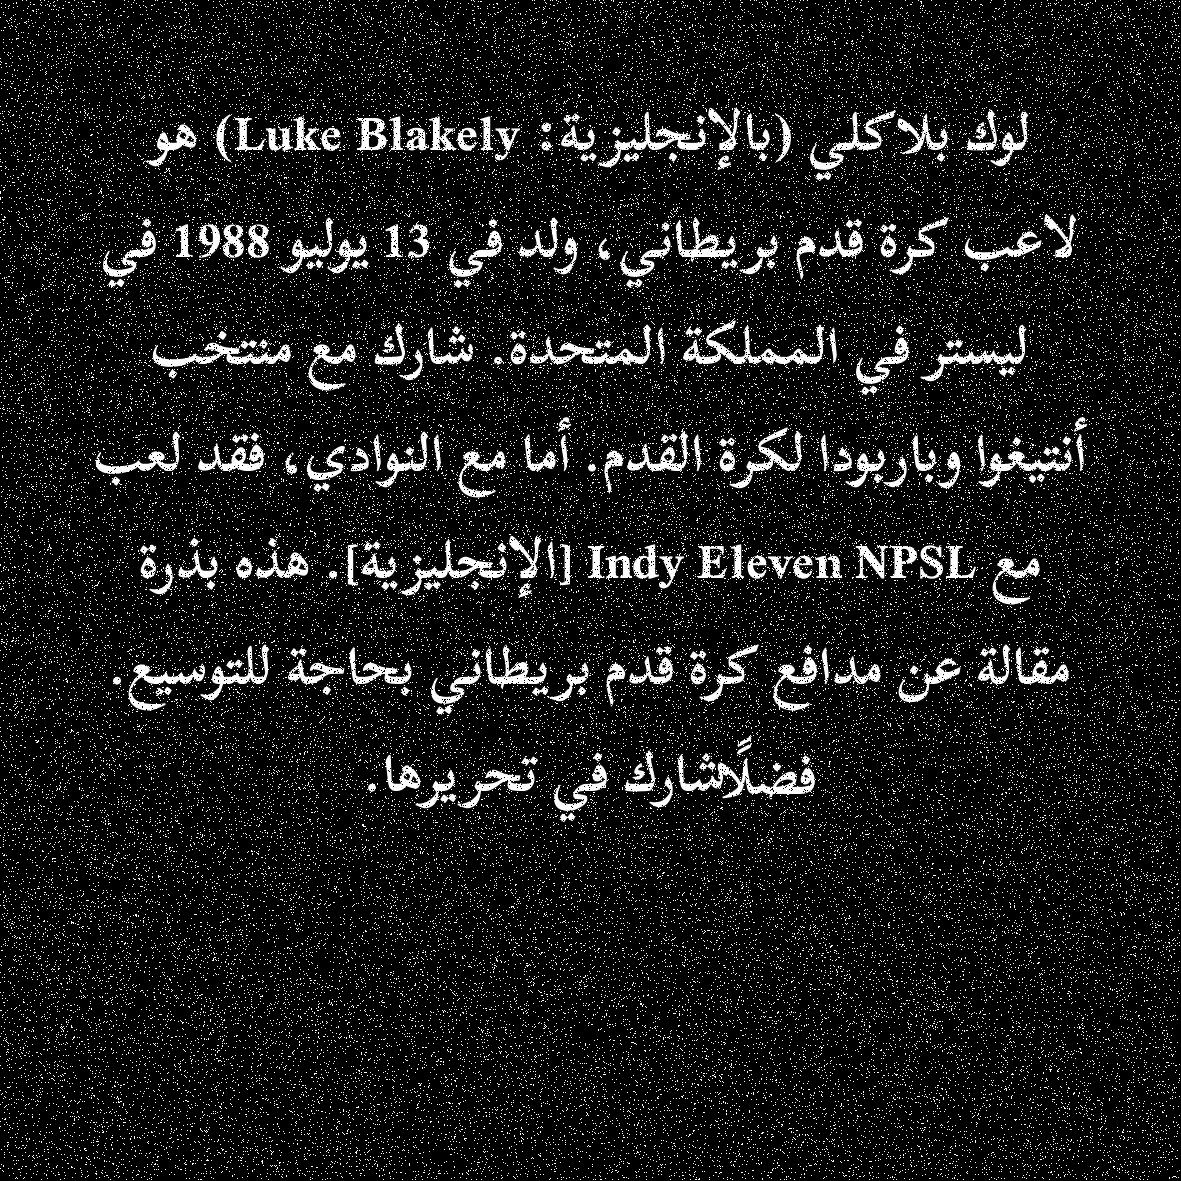 لوك بلاكلي (بالإنجليزية: Luke Blakely) هو
لاعب كرة قدم بريطاني، ولد في 13 يوليو 1988 في
ليستر في المملكة المتحدة. شارك مع منتخب
أنتيغوا وباربودا لكرة القدم. أما مع النوادي، فقد لعب
مع Indy Eleven NPSL [الإنجليزية]. هذه بذرة
مقالة عن مدافع كرة قدم بريطاني بحاجة للتوسيع.
فضلًاشارك في تحريرها.